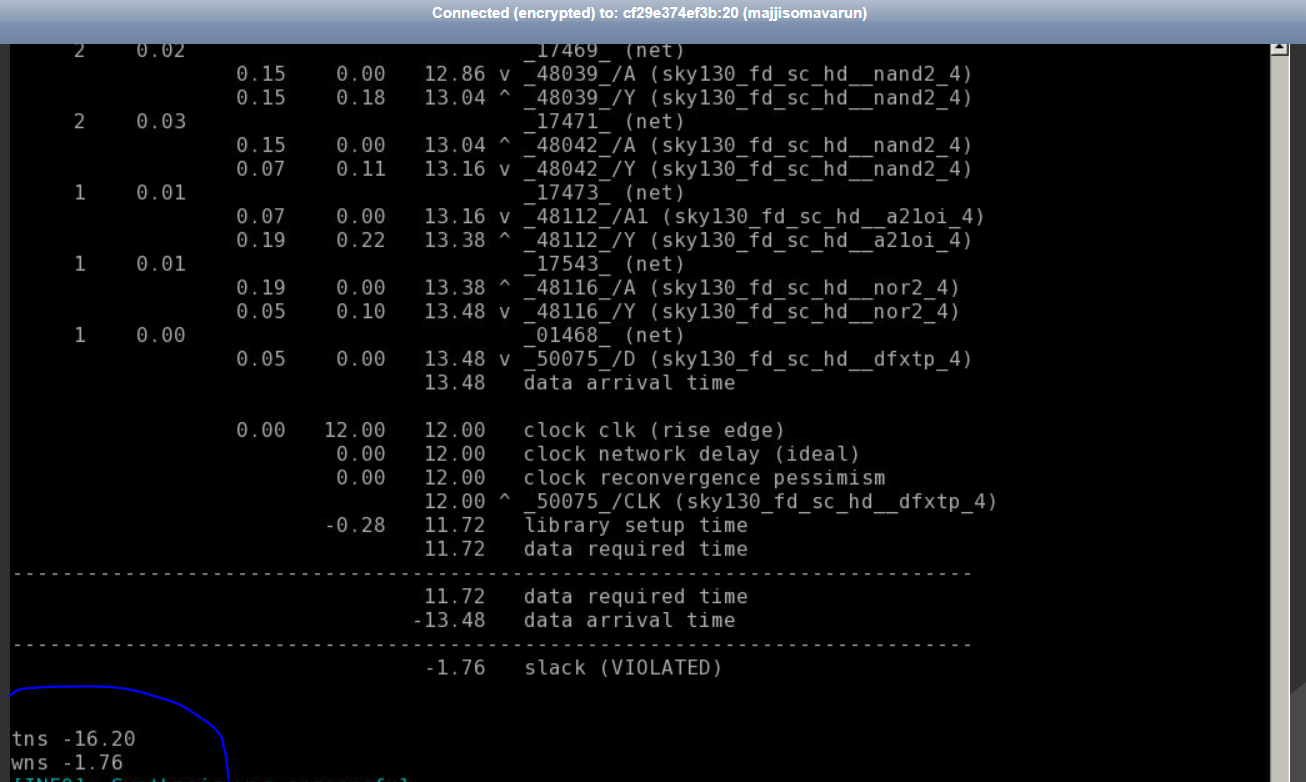 Connected (encrypted) to: cf29e374ef3b:20 (majjisomavarun)
2 0.02 _17469_ (net)
0.15 0.00 12.86 v _48039_/A (sky130_fd_sc_hd__nand2_4)
0.15 0.18 13.04 ^ _48039_/Y (sky130_fd_sc_hd__nand2_4)
2 0.03 _17471_ (net)
0.15 0.00 13.04 ^ _48042_/A (sky130_fd_sc_hd__nand2_4)
0.07 0.11 13.16 v _48042_/Y (sky130_fd_sc_hd__nand2_4)
1 0.01 _17473_ (net)
0.07 0.00 13.16 v _48112_/A1 (sky130_fd_sc_hd__a21oi_4)
0.19 0.22 13.38 ^ _48112_/Y (sky130_fd_sc_hd__a21oi_4)
1 0.01 _17543_ (net)
0.19 0.00 13.38 ^ _48116_/A (sky130_fd_sc_hd__nor2_4)
0.05 0.10 13.48 v _48116_/Y (sky130_fd_sc_hd__nor2_4)
1 0.00 _01468_ (net)
0.05 0.00 13.48 v _50075_/D (sky130_fd_sc_hd__dfxtp_4)
13.48 data arrival time
0.00 12.00 12.00 clock clk (rise edge)
0.00 12.00 clock network delay (ideal)
0.00 12.00 clock reconvergence pessimism
12.00 ^ _50075_/CLK (sky130_fd_sc_hd__dfxtp_4)
-0.28 11.72 library setup time
11.72 data required time
-----------------------------------------------------------------------------
11.72 data required time
-13.48 data arrival time
-----------------------------------------------------------------------------
-1.76 slack (VIOLATED)
tns -16.20
wns -1.76